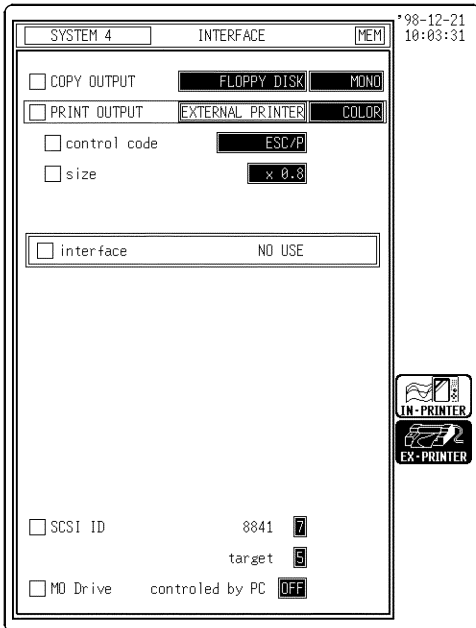 '98-12-21
SYSTEM 4 INTERFACE MEM 10:03:31
COPY OUTPUT FLOPPY DISK MONO
PRINT OUTPUT EXTERNAL PRINTER COLOR
control code ESC/P
size x 0.8
interface NO USE
IN-PRINTER
EX-PRINTER
SCSI ID 8841 7
target 5
MO Drive controled by PC OFF